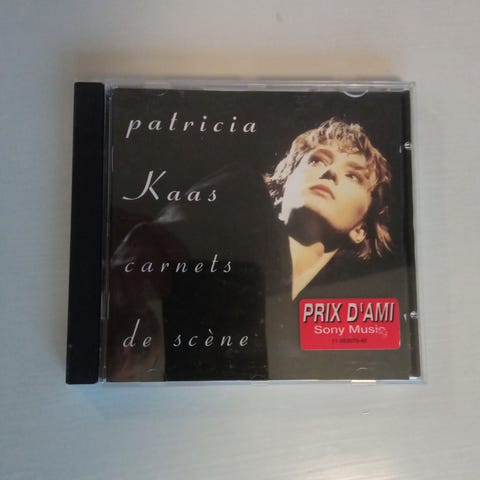 patricia
Kaas
carnets
de scène
PRIX D'AMI
Sony Music